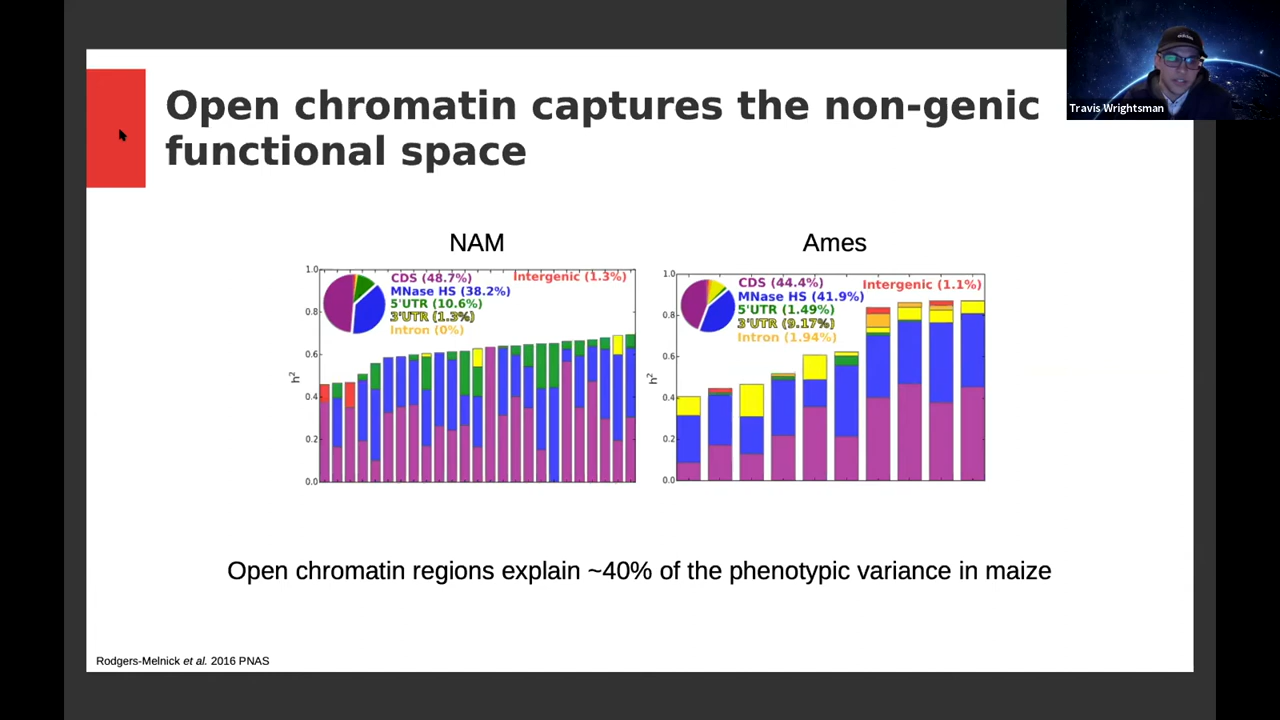 Open chromatin captures the non-genic
functional space
Travis Wrightsman
NAM
Ames
1.0
0.8
0.6
0.4
0.2
0.0
h²
CDS (48.7%)
MNase HS (38.2%)
5'UTR (10.6%)
3'UTR (1.3%)
Intron (0%)
Intergenic (1.3%)
1.0
0.8
0.6
0.4
0.2
0.0
h²
CDS (44.4%)
MNase HS (41.9%)
5'UTR (1.49%)
3'UTR (9.17%)
Intron (1.94%)
Intergenic (1.1%)
Open chromatin regions explain ~40% of the phenotypic variance in maize
Rodgers-Melnick et al. 2016 PNAS